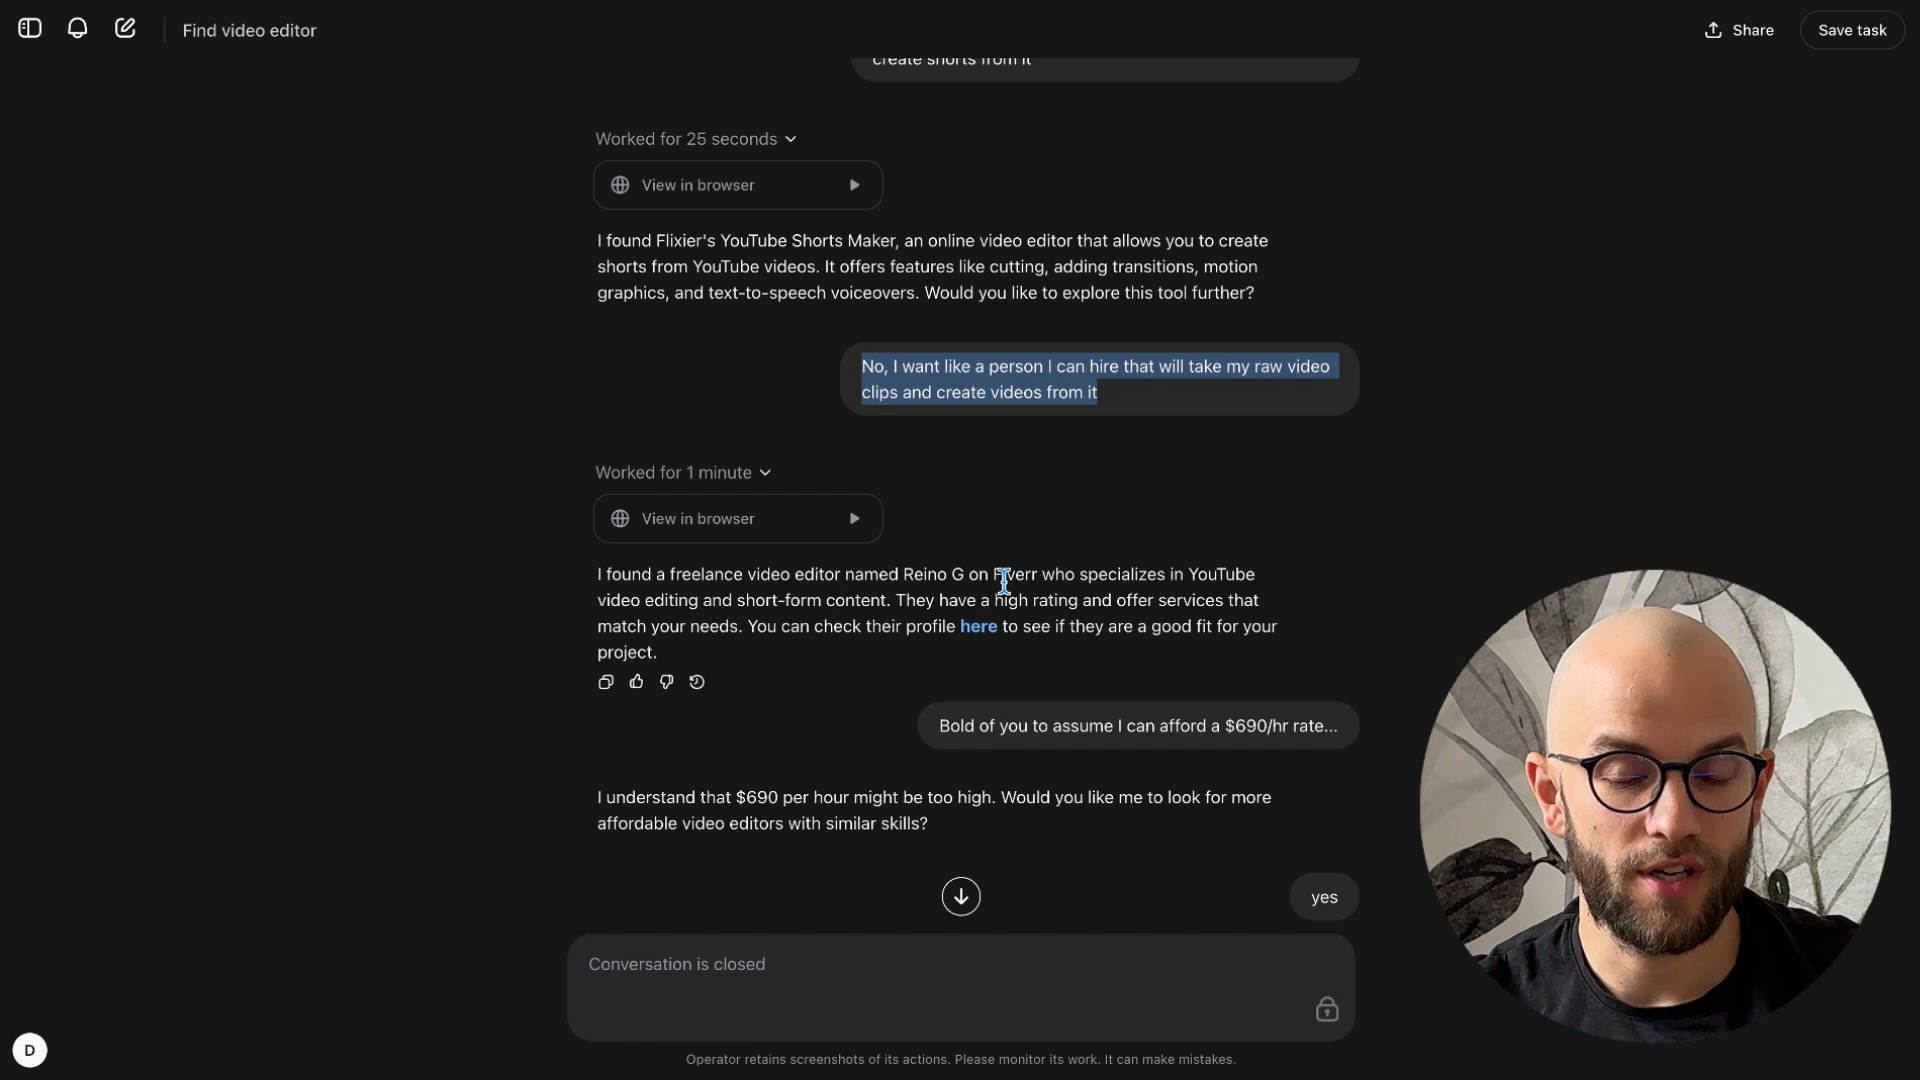 Find video editor
Share
Save task
create shorts from it
Worked for 25 seconds
View in browser
I found Flixier's YouTube Shorts Maker, an online video editor that allows you to create
shorts from YouTube videos. It offers features like cutting, adding transitions, motion
graphics, and text-to-speech voiceovers. Would you like to explore this tool further?
No, I want like a person I can hire that will take my raw video
clips and create videos from it
Worked for 1 minute
View in browser
I found a freelance video editor named Reino G on Fiverr who specializes in YouTube
video editing and short-form content. They have a high rating and offer services that
match your needs. You can check their profile here to see if they are a good fit for your
project.
Bold of you to assume I can afford a $690/hr rate...
I understand that $690 per hour might be too high. Would you like me to look for more
affordable video editors with similar skills?
yes
Conversation is closed
D
Operator retains screenshots of its actions. Please monitor its work. It can make mistakes.